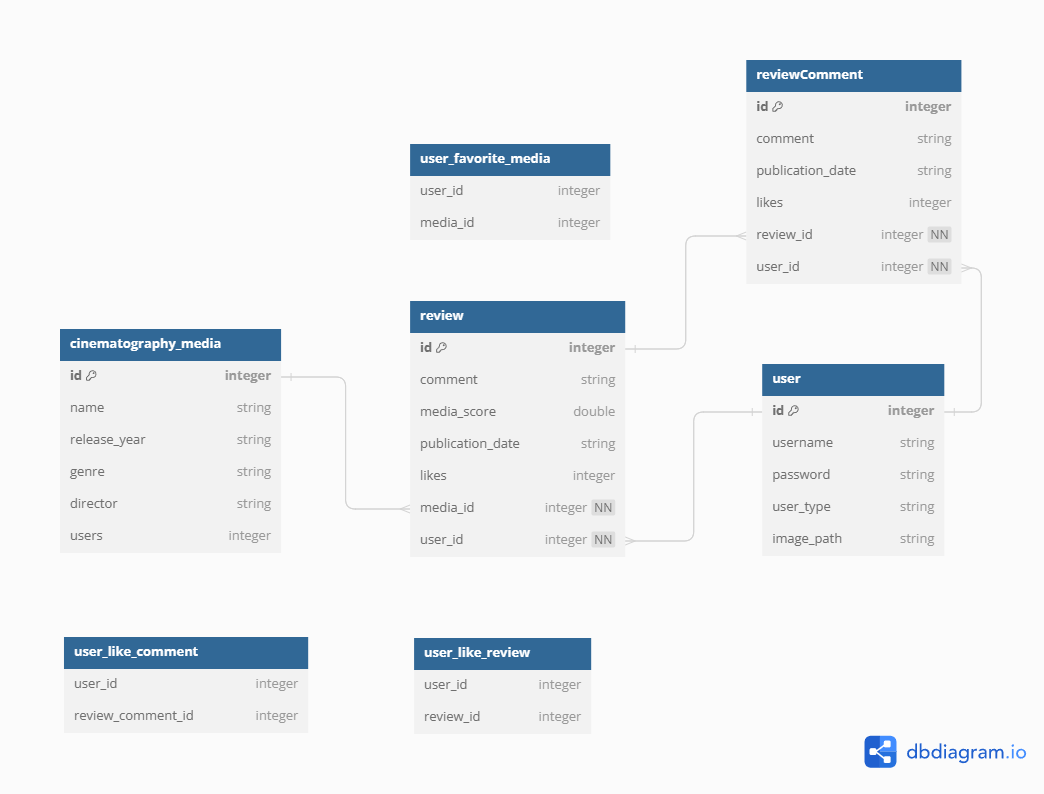 reviewComment
id integer
comment string
publication_date string
likes integer
review_id integer NN
user_id integer NN
user_favorite_media
user_id integer
media_id integer
review
id integer
comment string
media_score double
publication_date string
likes integer
media_id integer NN
user_id integer NN
cinematography_media
id integer
name string
release_year string
genre string
director string
users integer
user
id integer
username string
password string
user_type string
image_path string
user_like_comment
user_id integer
review_comment_id integer
user_like_review
user_id integer
review_id integer
dbdiagram.io